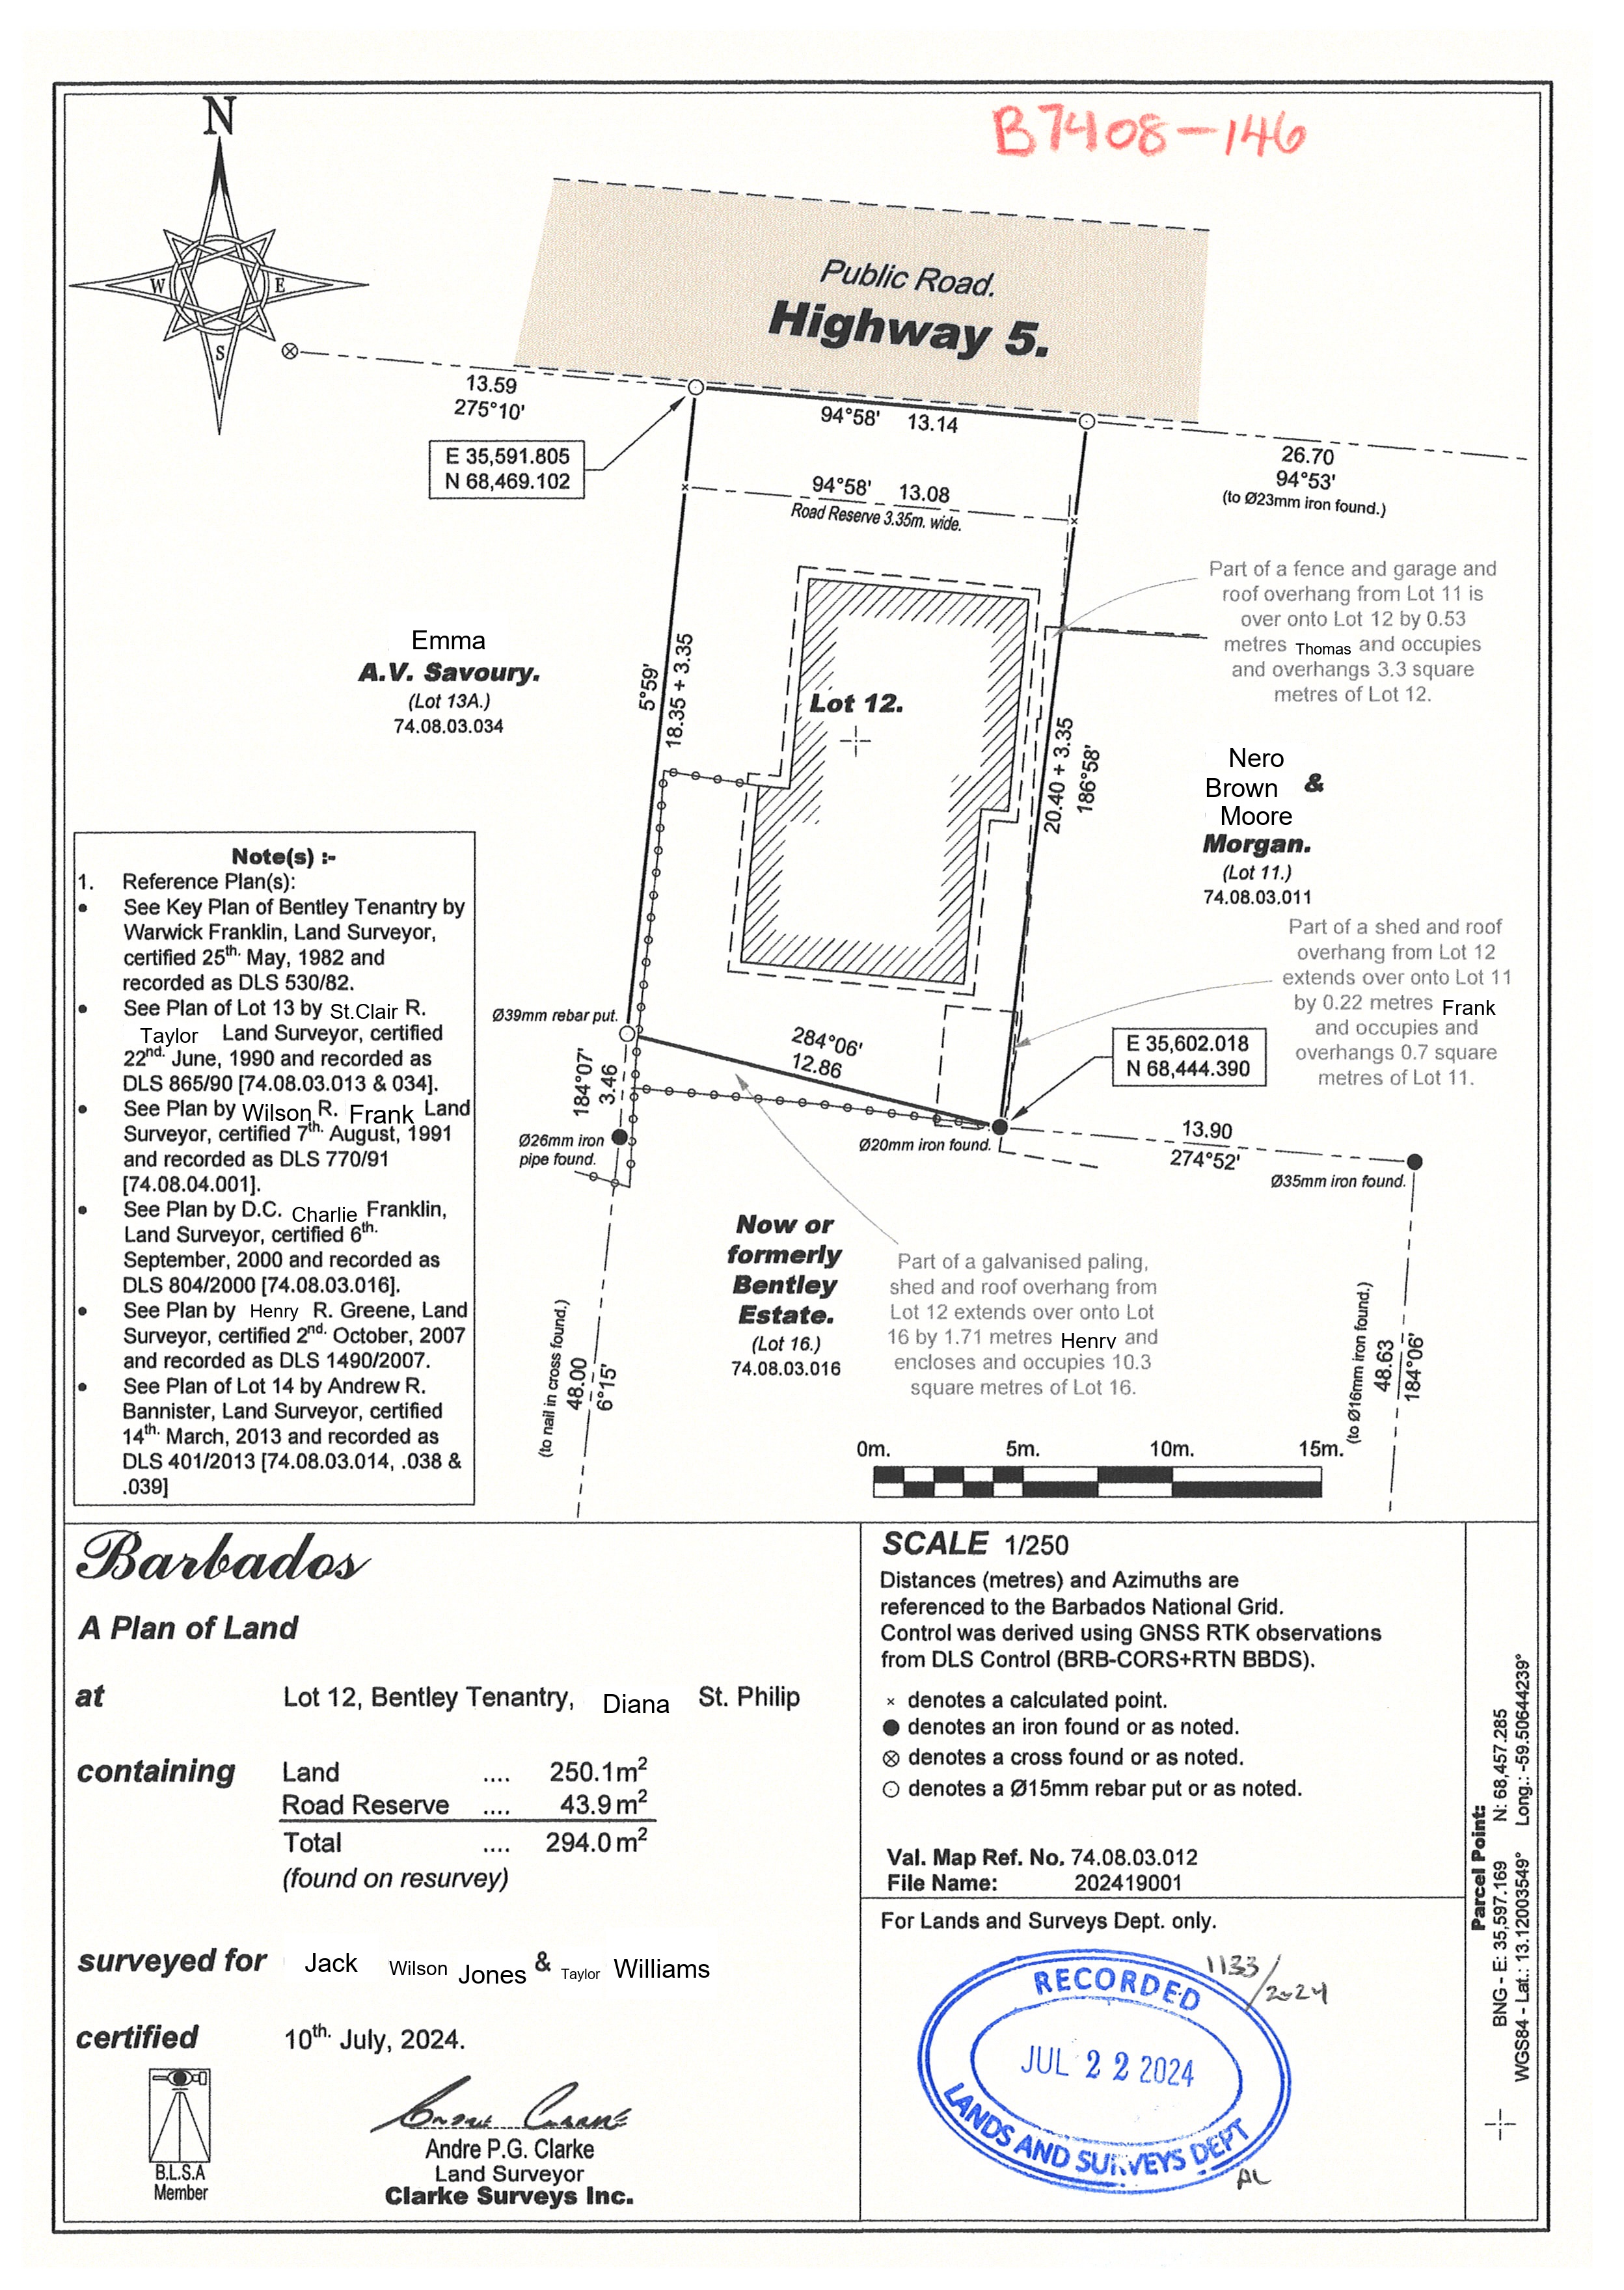 B7408-146
N
W
E
S
Public Road.
Highway 5.
13.59
275°10'
94°58' 13.14
26.70
94°53'
(to Ø23mm iron found.)
E 35,591.805
N 68,469.102
94°58' 13.08
Road Reserve 3.35m. wide.
Part of a fence and garage and
roof overhang from Lot 11 is
over onto Lot 12 by 0.53
metres Thomas and occupies
and overhangs 3.3 square
metres of Lot 12.
Emma
A.V. Savoury.
(Lot 13A.)
74.08.03.034
5°59'
18.35 + 3.35
Lot 12.
20.40 + 3.35
186°58'
Nero
Brown &
Moore
Morgan.
(Lot 11.)
74.08.03.011
Part of a shed and roof
overhang from Lot 12
extends over onto Lot 11
by 0.22 metres Frank
and occupies and
overhangs 0.7 square
metres of Lot 11.
Note(s) :-
1. Reference Plan(s):
• See Key Plan of Bentley Tenantry by
Warwick Franklin, Land Surveyor,
certified 25th. May, 1982 and
recorded as DLS 530/82.
• See Plan of Lot 13 by St.Clair R.
Taylor Land Surveyor, certified
22nd. June, 1990 and recorded as
DLS 865/90 [74.08.03.013 & 034].
• See Plan by Wilson R. Frank Land
Surveyor, certified 7th. August, 1991
and recorded as DLS 770/91
[74.08.04.001].
• See Plan by D.C. Charlie Franklin,
Land Surveyor, certified 6th.
September, 2000 and recorded as
DLS 804/2000 [74.08.03.016].
• See Plan by Henry R. Greene, Land
Surveyor, certified 2nd. October, 2007
and recorded as DLS 1490/2007.
• See Plan of Lot 14 by Andrew R.
Bannister, Land Surveyor, certified
14th. March, 2013 and recorded as
DLS 401/2013 [74.08.03.014, .038 &
.039]
Ø39mm rebar put.
284°06'
12.86
184°07'
3.46
E 35,602.018
N 68,444.390
Ø26mm iron
pipe found.
Ø20mm iron found.
13.90
274°52'
Ø35mm iron found.
Now or
formerly
Bentley
Estate.
(Lot 16.)
74.08.03.016
Part of a galvanised paling,
shed and roof overhang from
Lot 12 extends over onto Lot
16 by 1.71 metres Henry and
encloses and occupies 10.3
square metres of Lot 16.
(to nail in cross found.)
48.00
6°15'
(to Ø16mm iron found.)
48.63
184°06'
0m. 5m. 10m. 15m.
Barbados
A Plan of Land
at Lot 12, Bentley Tenantry, Diana St. Philip
containing Land .... 250.1m²
Road Reserve .... 43.9m²
Total .... 294.0m²
(found on resurvey)
surveyed for Jack Wilson Jones & Taylor Williams
certified 10th. July, 2024.
B.L.S.A
Member
Andre P.G. Clarke
Land Surveyor
Clarke Surveys Inc.
SCALE 1/250
Distances (metres) and Azimuths are
referenced to the Barbados National Grid.
Control was derived using GNSS RTK observations
from DLS Control (BRB-CORS+RTN BBDS).
× denotes a calculated point.
● denotes an iron found or as noted.
⊗ denotes a cross found or as noted.
⊙ denotes a Ø15mm rebar put or as noted.
Val. Map Ref. No. 74.08.03.012
File Name: 202419001
For Lands and Surveys Dept. only.
1133/2024
RECORDED
JUL 22 2024
LANDS AND SURVEYS DEPT
AL
Parcel Point:
BNG - E: 35,597.169 N: 68,457.285
WGS84 - Lat.: 13.12003549° Long.: -59.50644239°